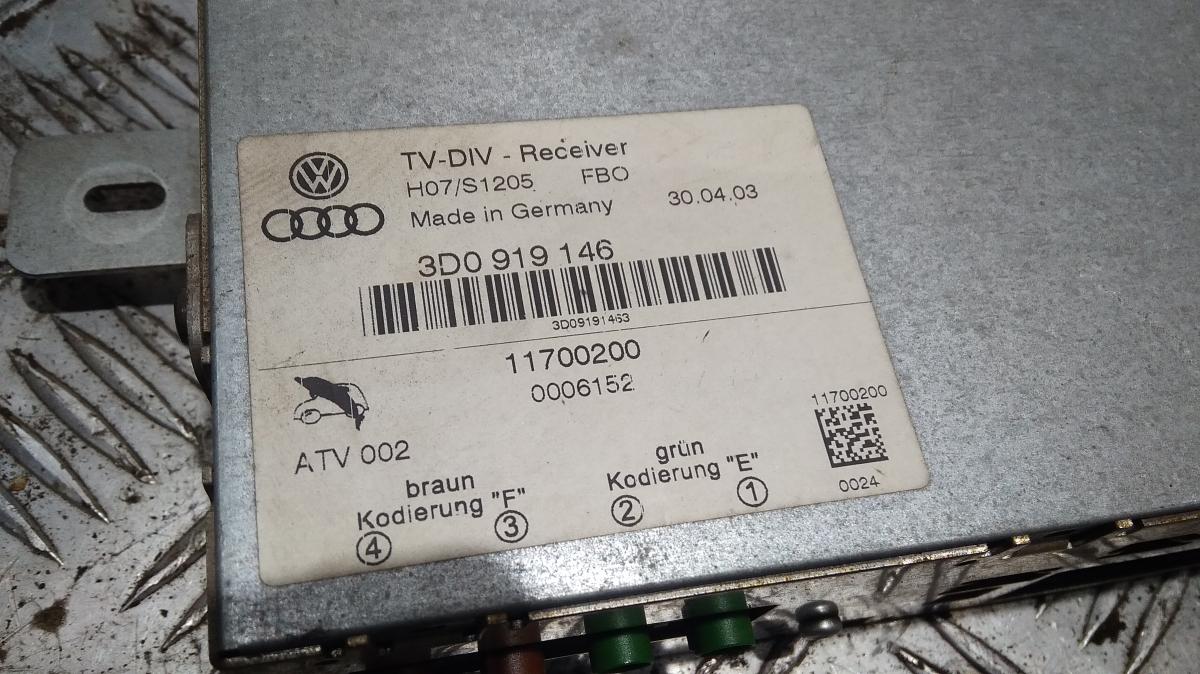 TV-DIV - Receiver
H07/S1205 FBO
Made in Germany 30.04.03
3D0 919 146
3D09191463
11700200
0006152
11700200
ATV 002
0024
braun
Kodierung "F"
grün
Kodierung "E"
④ ③ ② ①